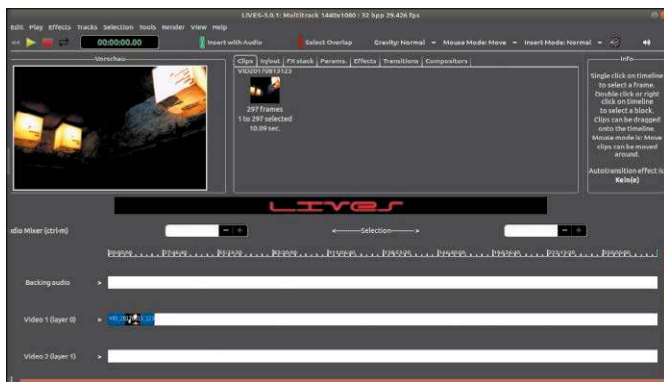 LiVES-3.0.1: Multitrack 1440x1080 : 32 bpp 29.426 fps
Edit Play Effects Tracks Selection Tools Render View Help
00:00:00.00 Insert with Audio Select Overlap Gravity: Normal Mouse Mode: Move Insert Mode: Normal
Vorschau
Clips In/out FX stack Params. Effects Transitions Compositors
VID20170813123
297 frames
1 to 297 selected
10.09 sec.
Info
Single click on timeline
to select a frame.
Double click or right
click on timeline
to select a block.
Clips can be dragged
onto the timeline.
Mouse mode is: Move
clips can be moved
around.
Autotransition effect is
Kein(e)
LiVES
dio Mixer (ctrl-m) <---------Selection--------->
Backing audio >
Video 1 (layer 0) >
Video 2 (layer 1) >